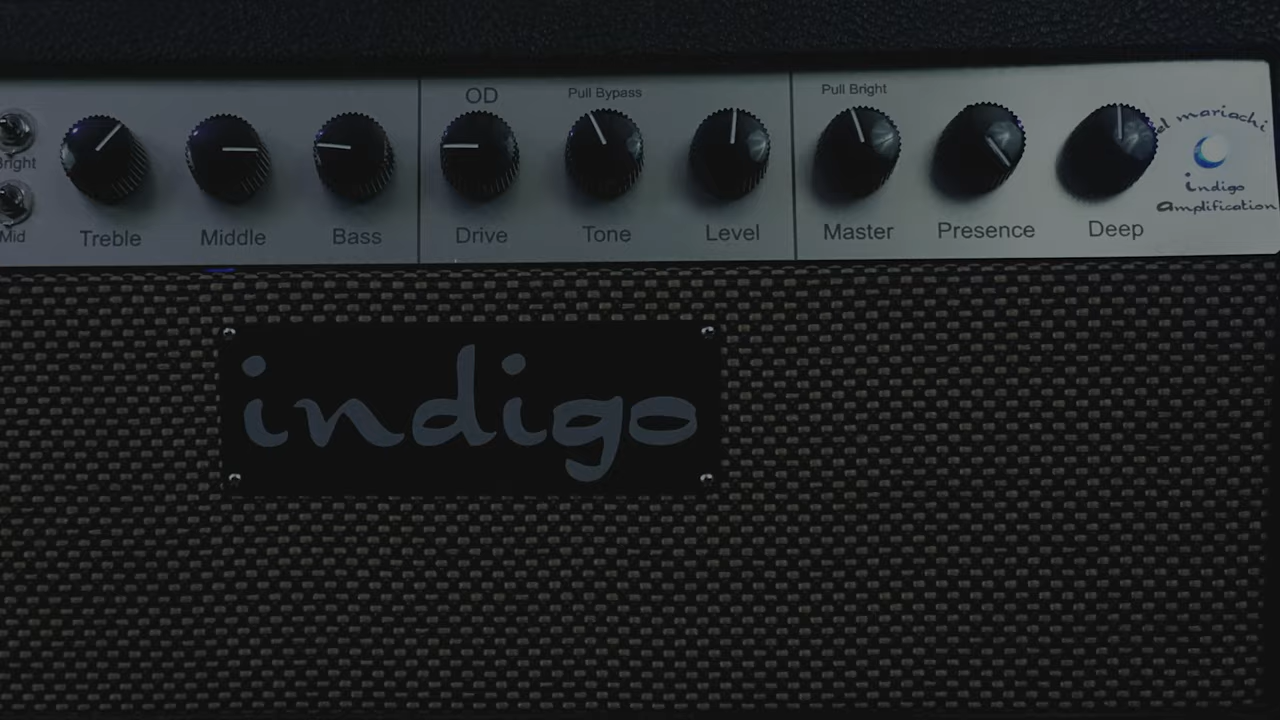 OD
Pull Bypass
Pull Bright
el mariachi
Bright
indigo
amplification
Mid
Treble
Middle
Bass
Drive
Tone
Level
Master
Presence
Deep
indigo